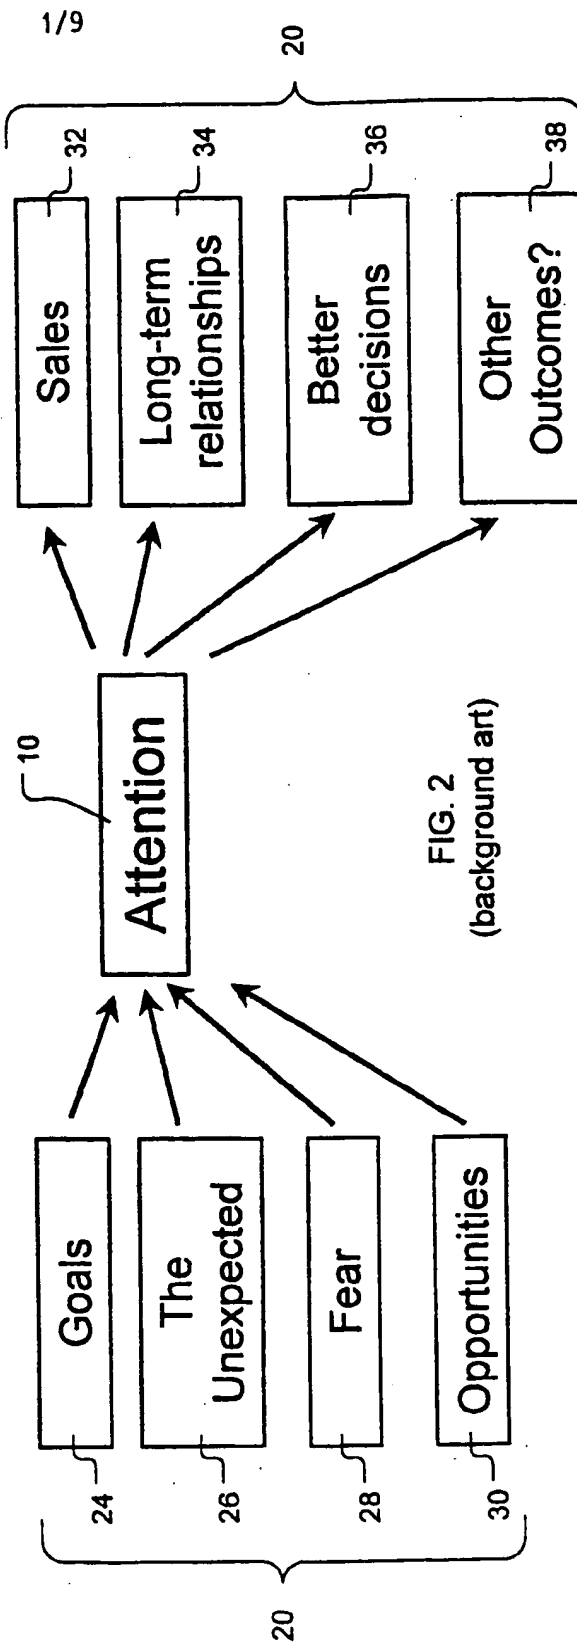 1/9
20
24
Goals
26
The
Unexpected
28
Fear
30
Opportunities
10
Attention
32
Sales
34
Long-term
relationships
36
Better
decisions
38
Other
Outcomes?
20
FIG. 2
(background art)